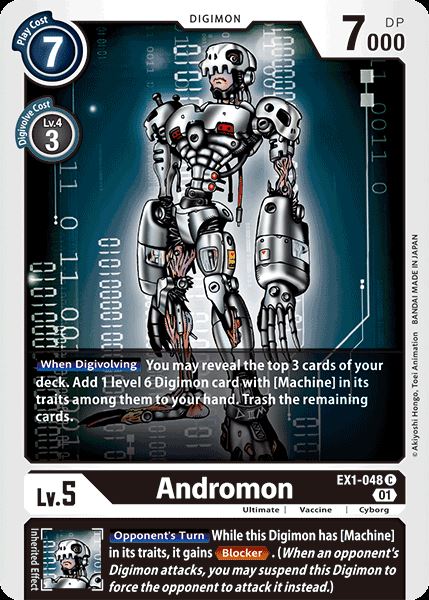 Play Cost
7
DIGIMON
DP
7000
Digivolve Cost
Lv.4
3
When Digivolving You may reveal the top 3 cards of your
deck. Add 1 level 6 Digimon card with [Machine] in its
traits among them to your hand. Trash the remaining
cards.
©Akiyoshi Hongo, Toei Animation BANDAI MADE IN JAPAN
Lv.5
Andromon
EX1-048 C
01
Ultimate | Vaccine | Cyborg
Inherited Effect
Opponent's Turn While this Digimon has [Machine]
in its traits, it gains Blocker. (When an opponent's
Digimon attacks, you may suspend this Digimon to
force the opponent to attack it instead.)